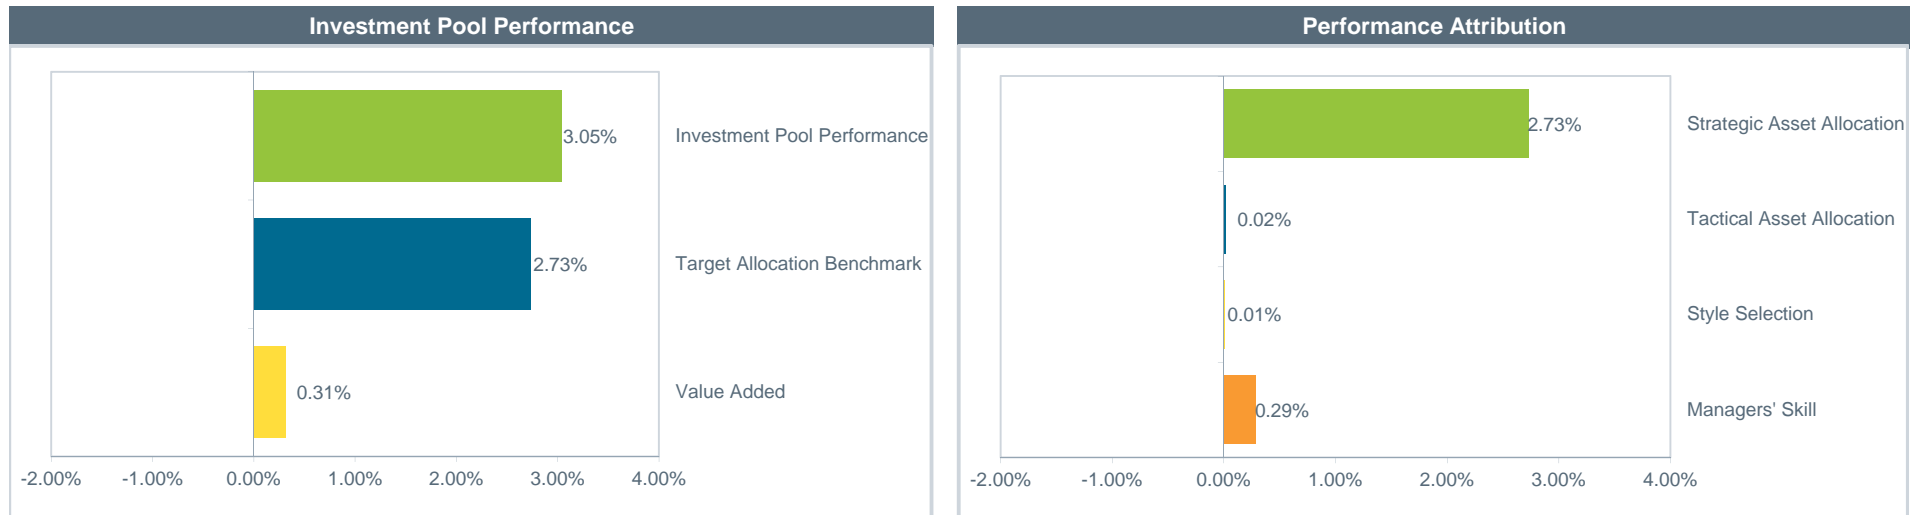 Investment Pool Performance
3.05%
Investment Pool Performance
2.73%
Target Allocation Benchmark
0.31%
Value Added
-2.00%
-1.00%
0.00%
1.00%
2.00%
3.00%
4.00%
Performance Attribution
2.73%
Strategic Asset Allocation
0.02%
Tactical Asset Allocation
0.01%
Style Selection
0.29%
Managers' Skill
-2.00%
-1.00%
0.00%
1.00%
2.00%
3.00%
4.00%